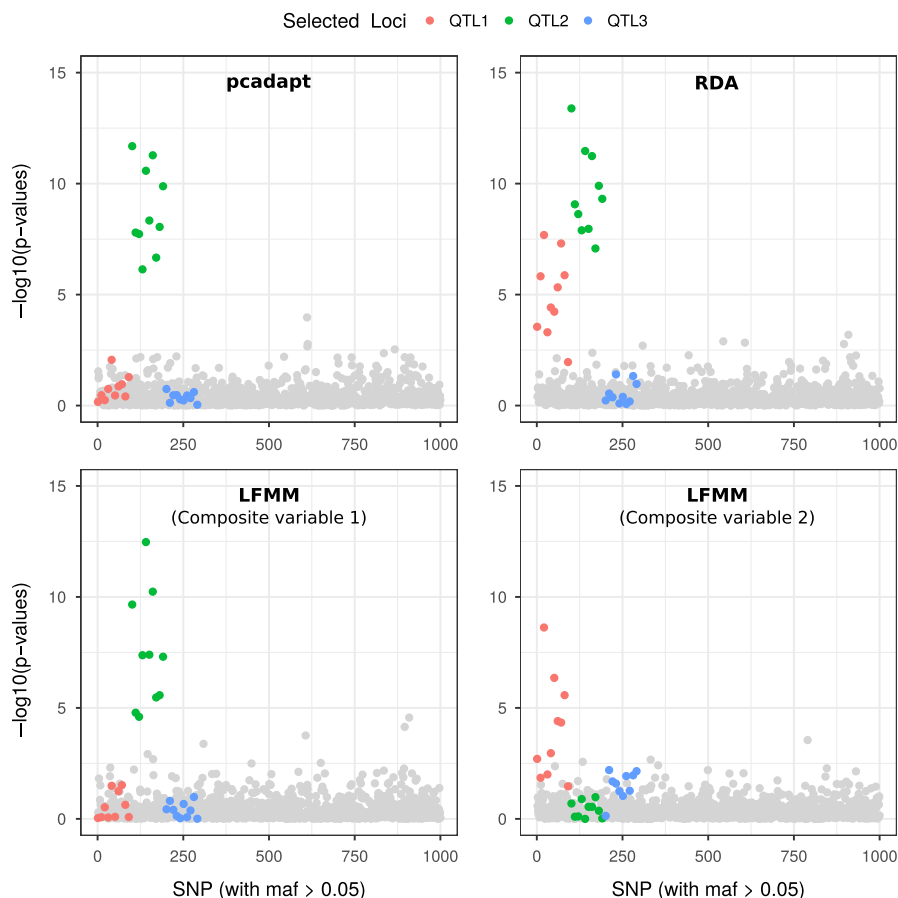 Selected Loci QTL1 QTL2 QTL3
pcadapt
RDA
−log10(p−values)
15
10
5
0
15
10
5
0
0 250 500 750 1000
0 250 500 750 1000
LFMM
(Composite variable 1)
LFMM
(Composite variable 2)
−log10(p−values)
15
10
5
0
15
10
5
0
0 250 500 750 1000
0 250 500 750 1000
SNP (with maf > 0.05)
SNP (with maf > 0.05)